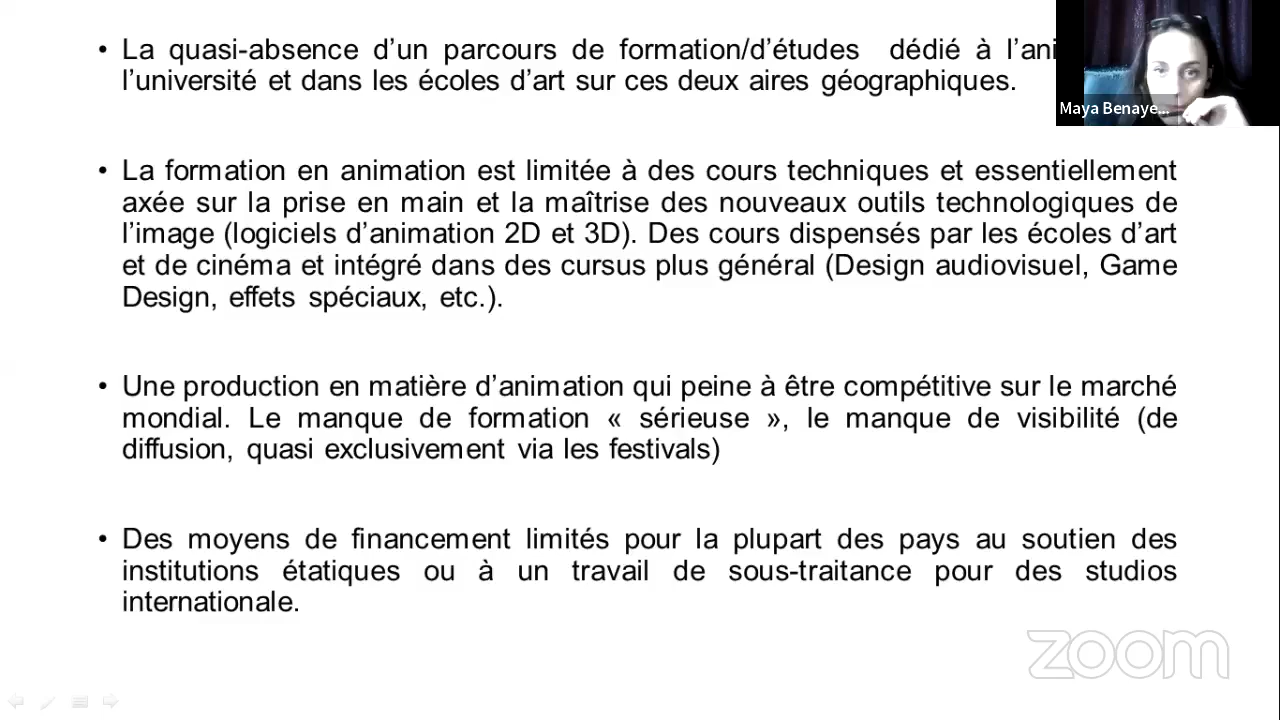 • La quasi-absence d’un parcours de formation/d’études dédié à l’ani
l’université et dans les écoles d’art sur ces deux aires géographiques.
Maya Benaye...
• La formation en animation est limitée à des cours techniques et essentiellement
axée sur la prise en main et la maîtrise des nouveaux outils technologiques de
l’image (logiciels d’animation 2D et 3D). Des cours dispensés par les écoles d’art
et de cinéma et intégré dans des cursus plus général (Design audiovisuel, Game
Design, effets spéciaux, etc.).
• Une production en matière d’animation qui peine à être compétitive sur le marché
mondial. Le manque de formation « sérieuse », le manque de visibilité (de
diffusion, quasi exclusivement via les festivals)
• Des moyens de financement limités pour la plupart des pays au soutien des
institutions étatiques ou à un travail de sous-traitance pour des studios
internationale.
zoom